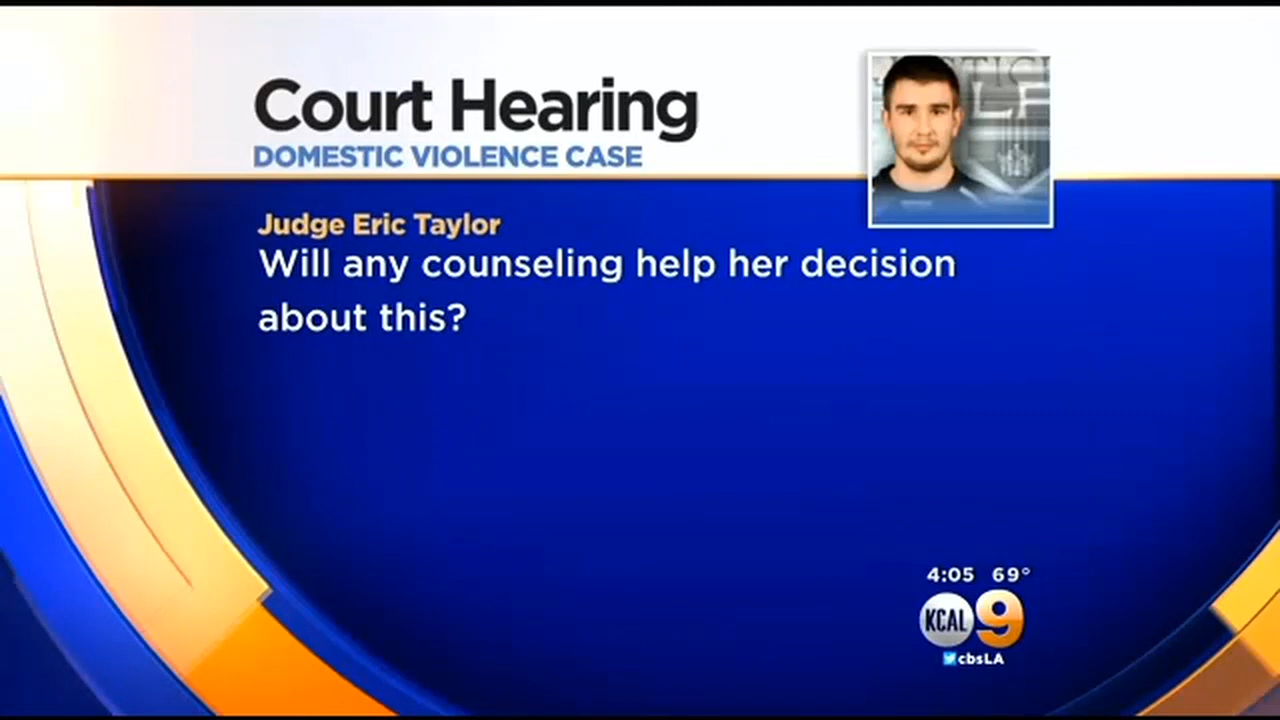 Court Hearing
DOMESTIC VIOLENCE CASE
Judge Eric Taylor
Will any counseling help her decision
about this?
4:05 69°
KCAL 9
cbsLA